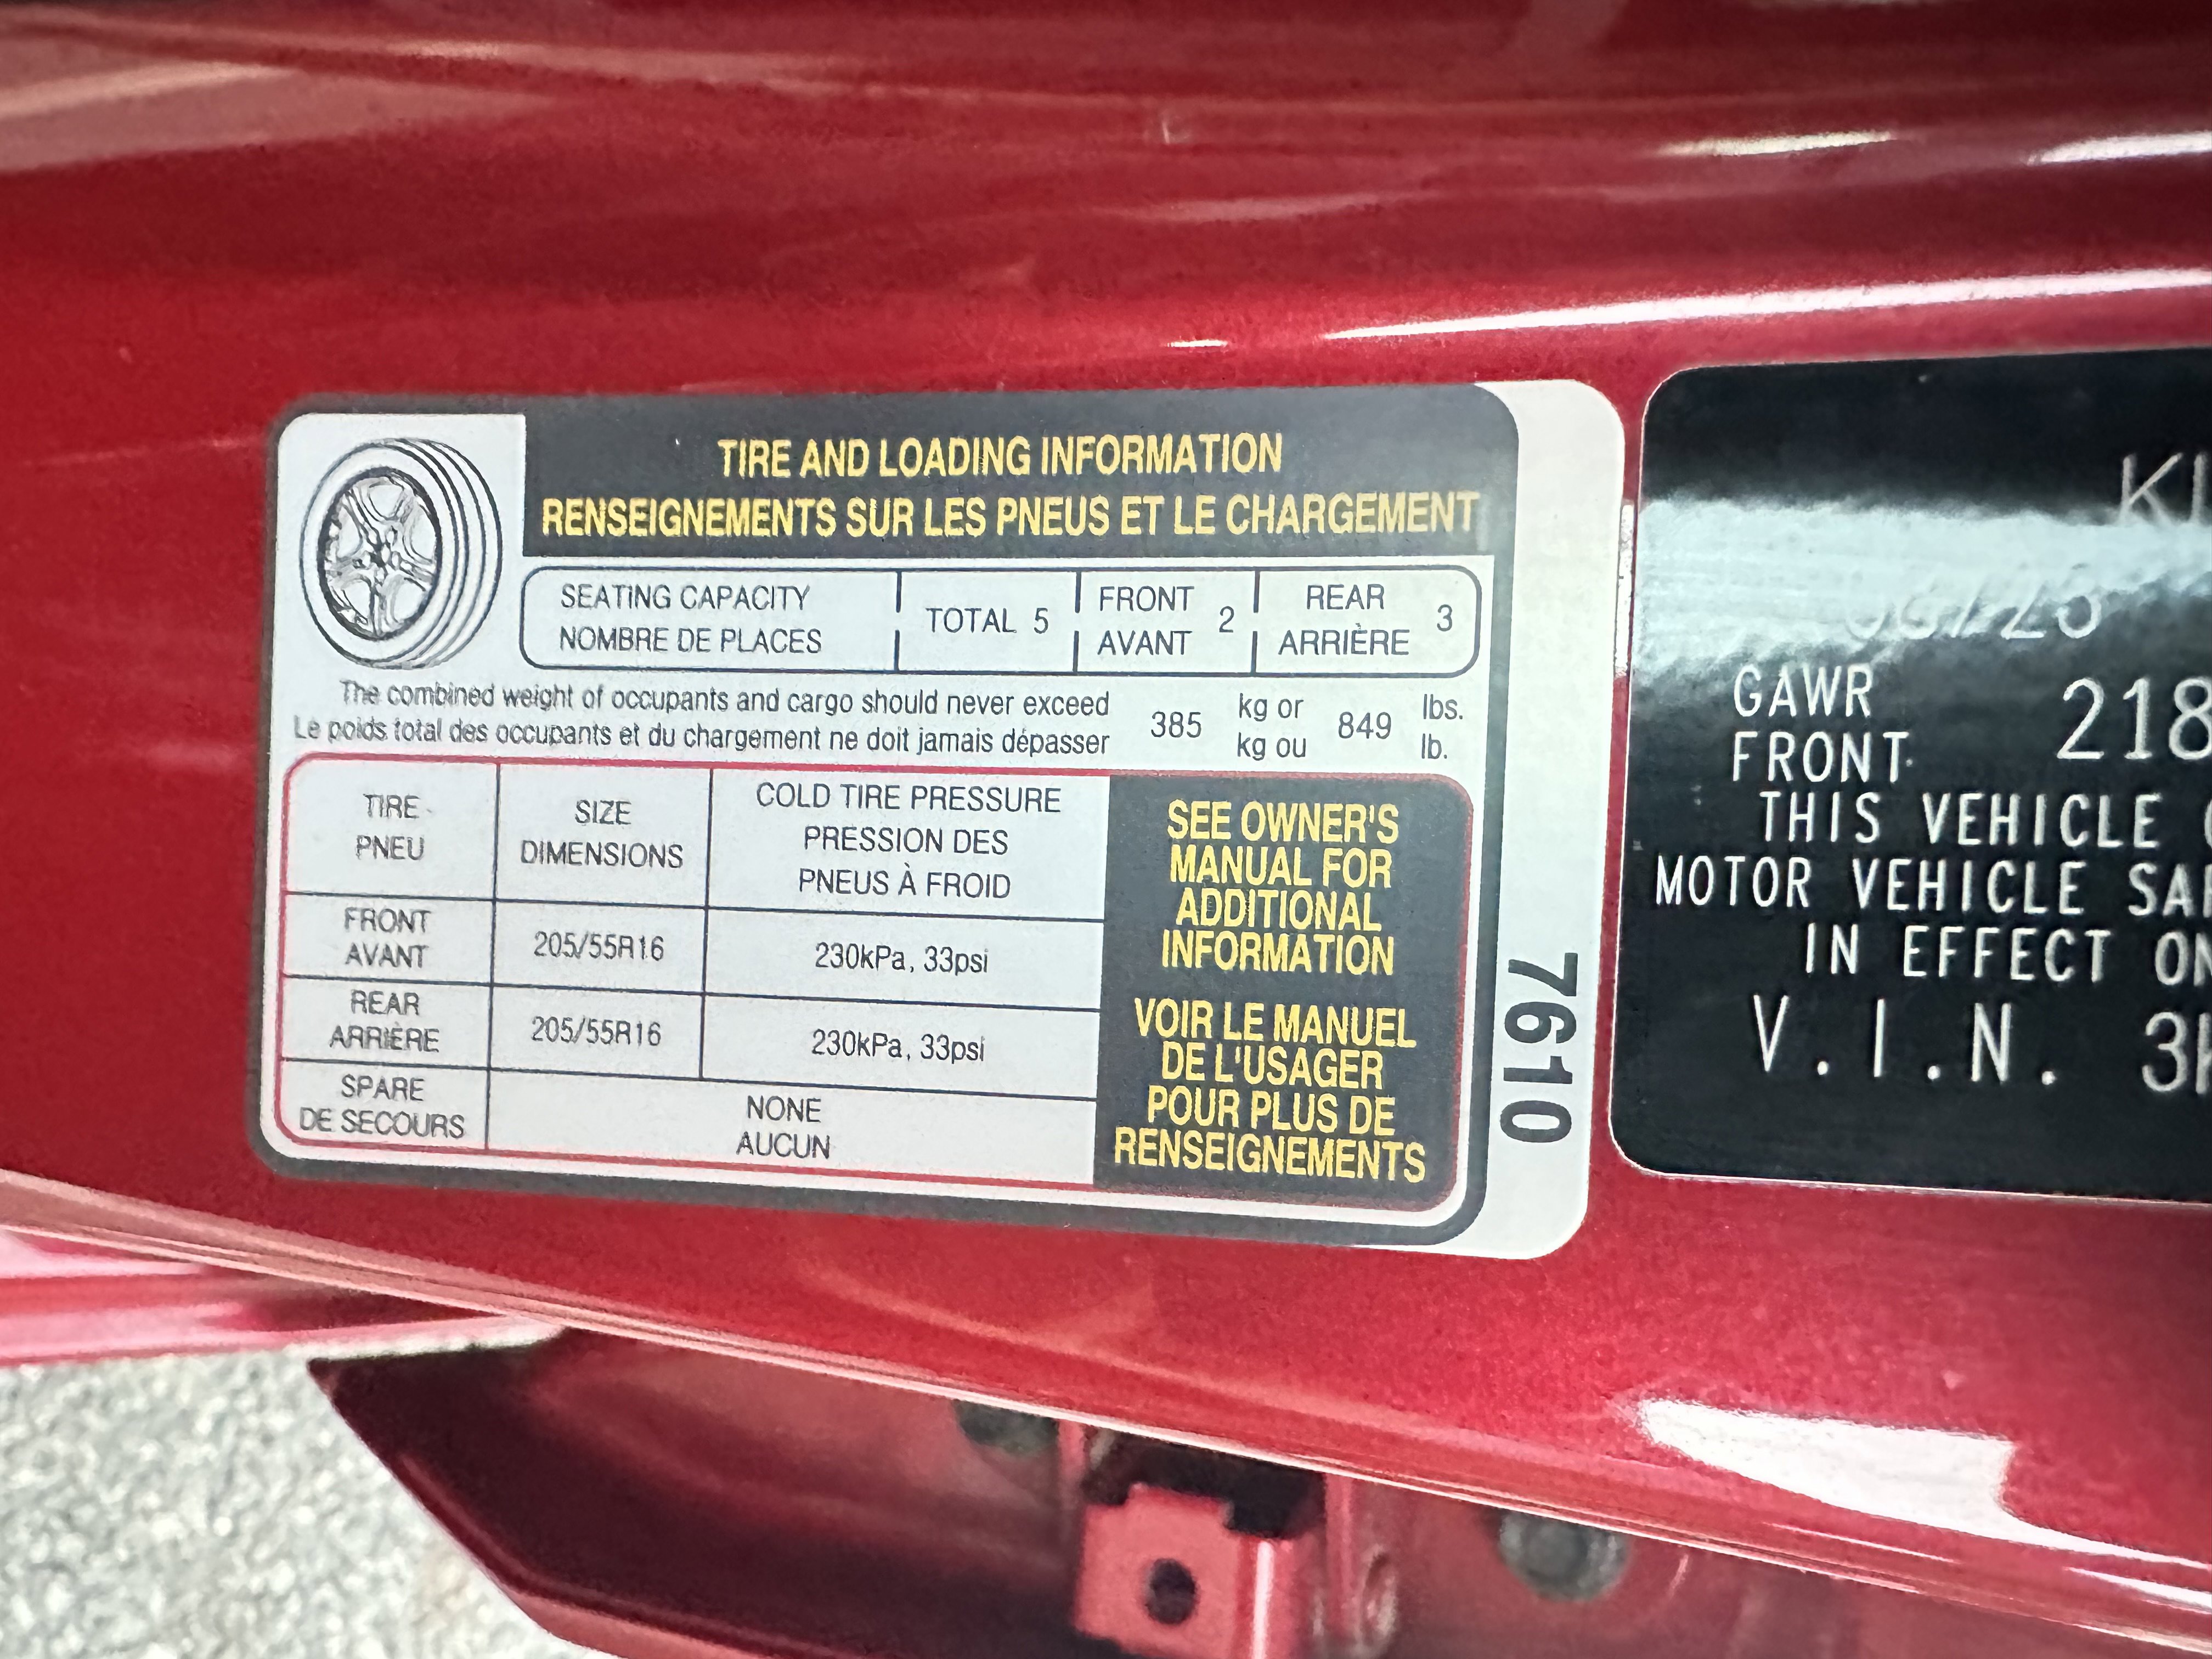 TIRE AND LOADING INFORMATION
RENSEIGNEMENTS SUR LES PNEUS ET LE CHARGEMENT
SEATING CAPACITY
NOMBRE DE PLACES
TOTAL 5
FRONT
AVANT
2
REAR
ARRIÈRE
3
The combined weight of occupants and cargo should never exceed
Le poids total des occupants et du chargement ne doit jamais dépasser
385
kg or
kg ou
849
lbs.
lb.
TIRE
PNEU
SIZE
DIMENSIONS
COLD TIRE PRESSURE
PRESSION DES
PNEUS À FROID
FRONT
AVANT
205/55R16
230kPa, 33psi
REAR
ARRIÈRE
205/55R16
230kPa, 33psi
SPARE
DE SECOURS
NONE
AUCUN
SEE OWNER'S
MANUAL FOR
ADDITIONAL
INFORMATION
VOIR LE MANUEL
DE L'USAGER
POUR PLUS DE
RENSEIGNEMENTS
7610
GAWR
FRONT
218
THIS VEHICLE
MOTOR VEHICLE
IN EFFECT
V.I.N.